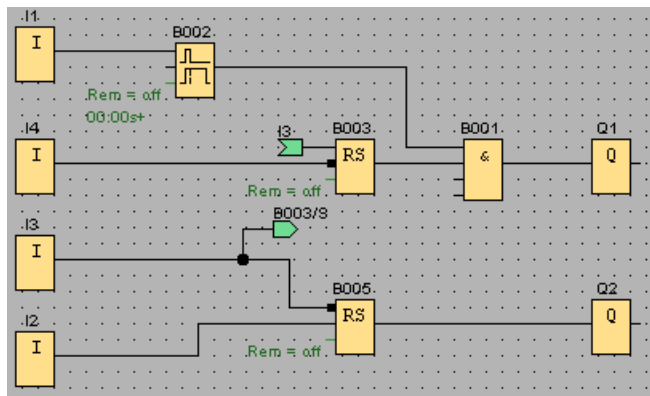 I1
B002
I
Rem = off
00:00s+
I4
I3
B003
B001
Q1
I
RS
&
Q
Rem = off
I3
B003/S
I
B005
Q2
I2
RS
Q
I
Rem = off